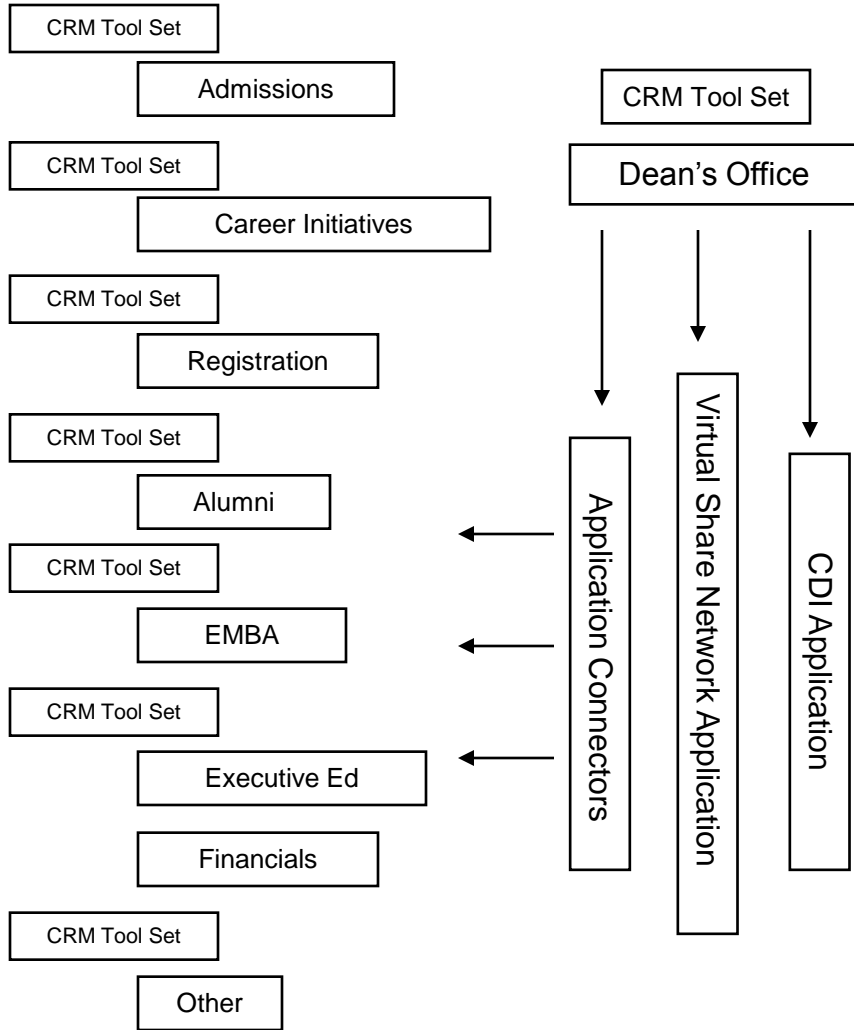 CRM Tool Set
Admissions
CRM Tool Set
Career Initiatives
CRM Tool Set
Registration
CRM Tool Set
Alumni
CRM Tool Set
EMBA
CRM Tool Set
Executive Ed
Financials
CRM Tool Set
Other
CRM Tool Set
Dean’s Office
Application Connectors
Virtual Share Network Application
CDI Application